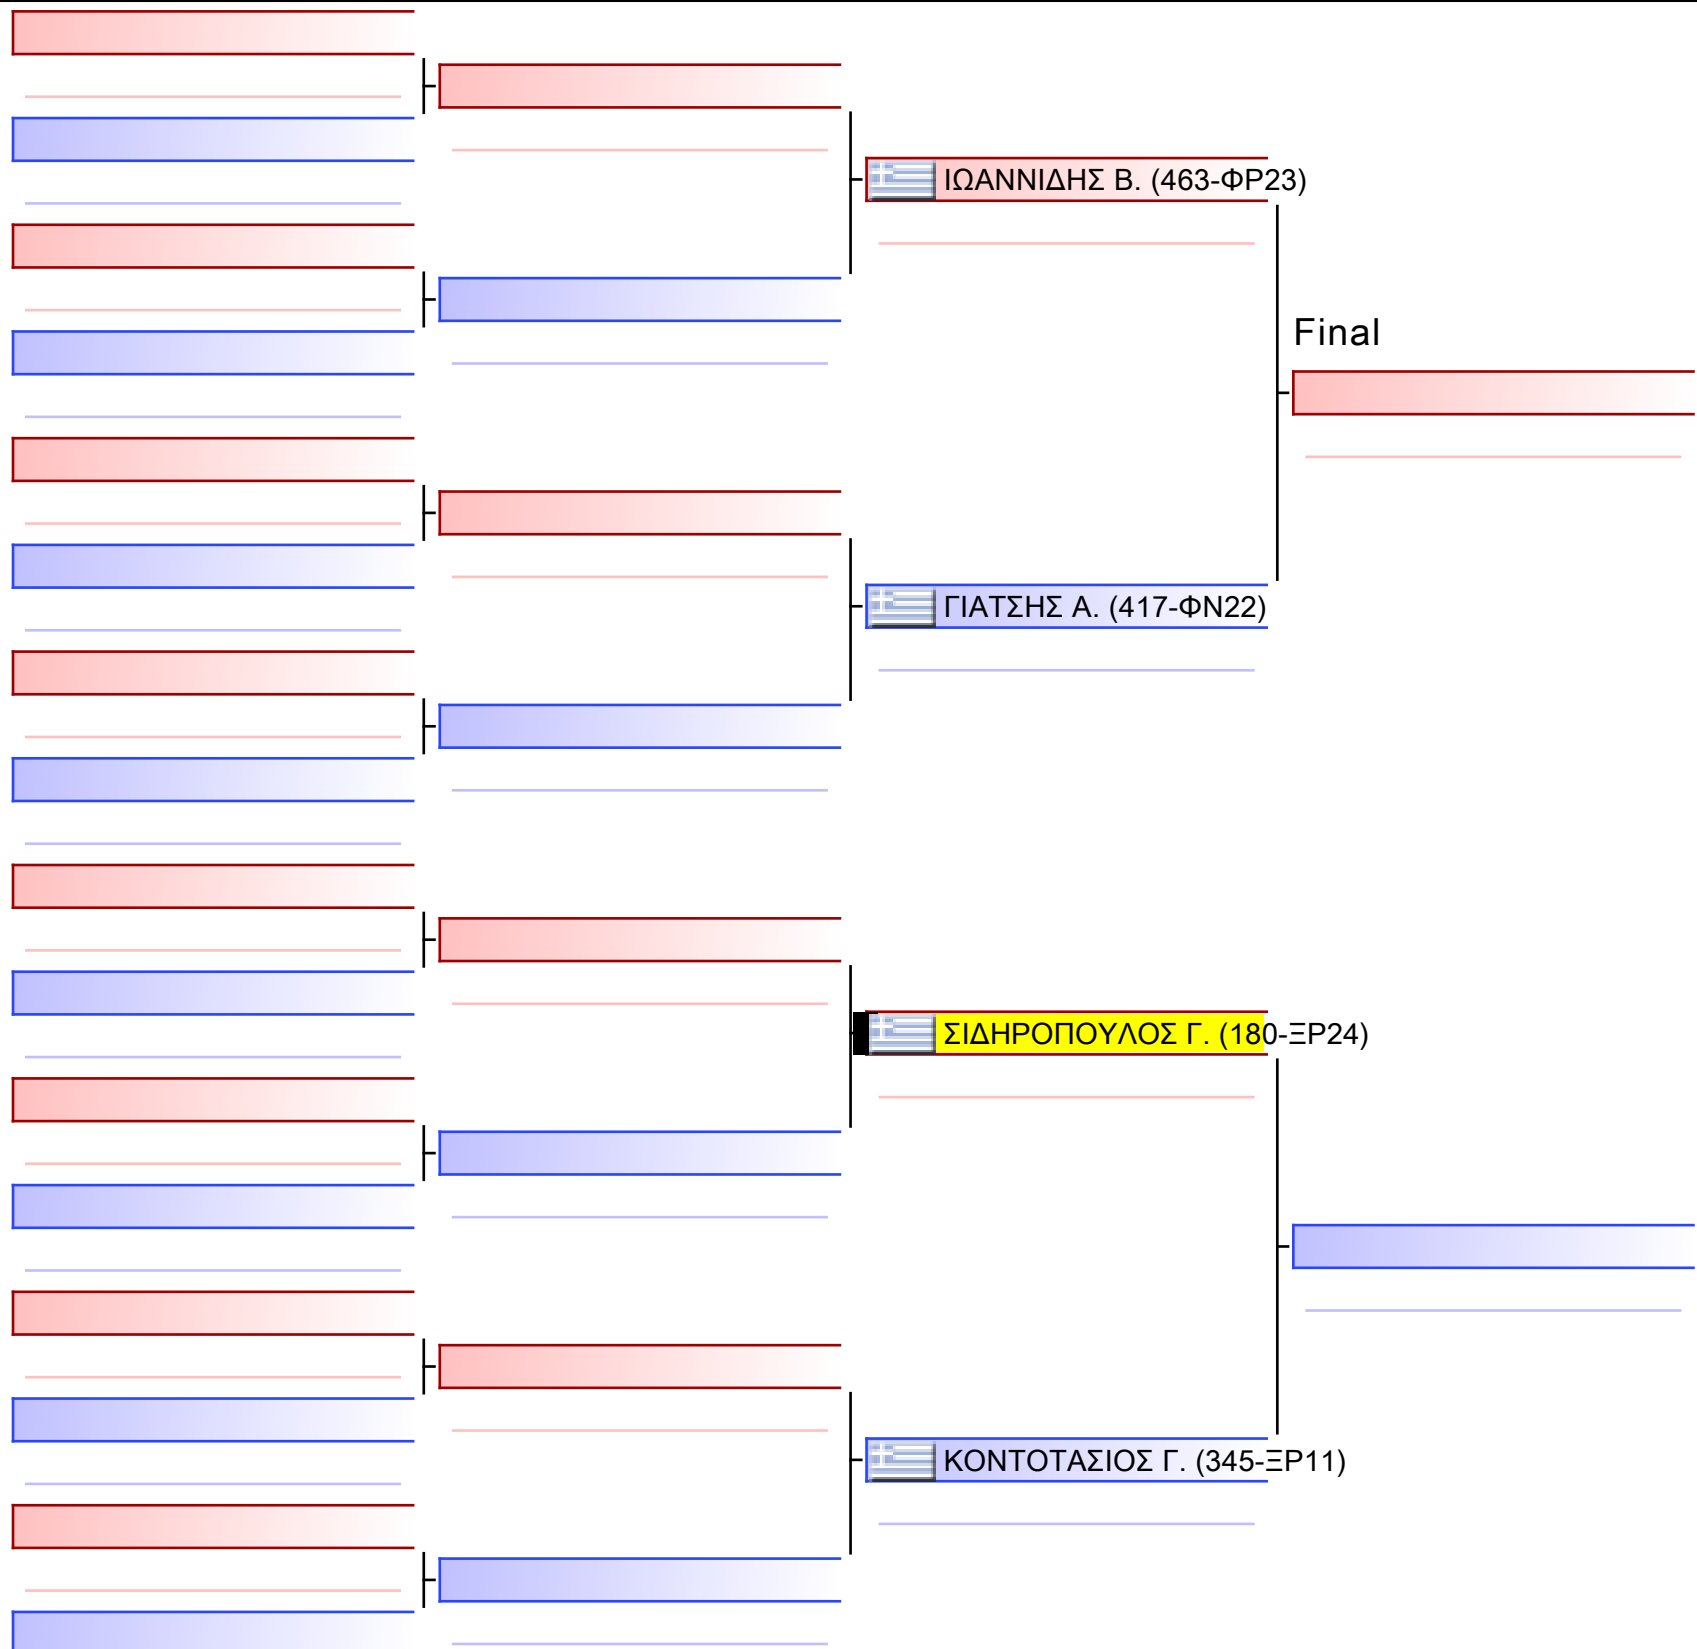 ΙΩΑΝΝΙΔΗΣ Β. (463-ΦΡ23)
Final
ΓΙΑΤΣΗΣ Α. (417-ΦΝ22)
ΣΙΔΗΡΟΠΟΥΛΟΣ Γ. (180-ΞΡ24)
ΚΟΝΤΟΤΑΣΙΟΣ Γ. (345-ΞΡ11)